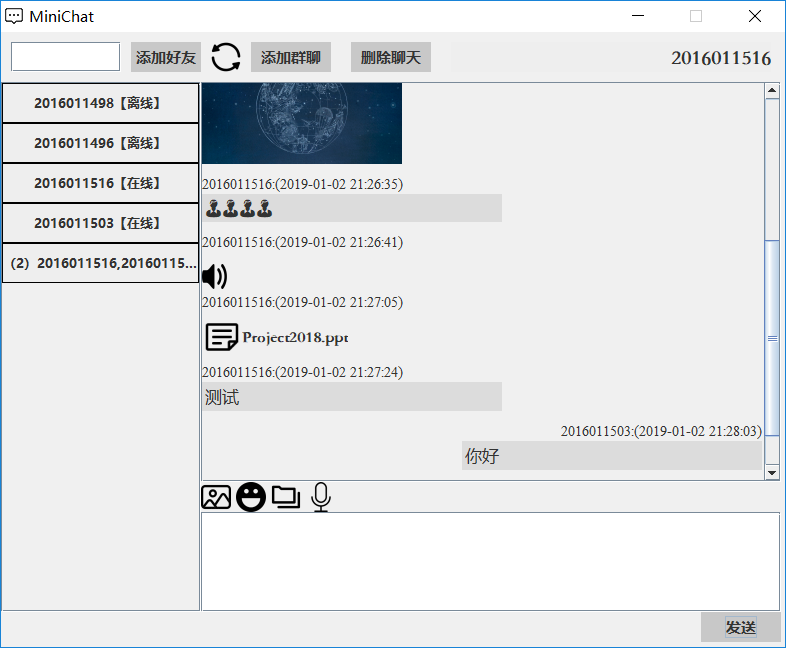 MiniChat
添加好友 添加群聊 删除聊天 2016011516
2016011498【离线】
2016011496【离线】
2016011516【在线】
2016011503【在线】
（2）2016011516,20160115...
2016011516:(2019-01-02 21:26:35)
2016011516:(2019-01-02 21:26:41)
2016011516:(2019-01-02 21:27:05)
Project2018.ppt
2016011516:(2019-01-02 21:27:24)
测试
2016011503:(2019-01-02 21:28:03)
你好
发送